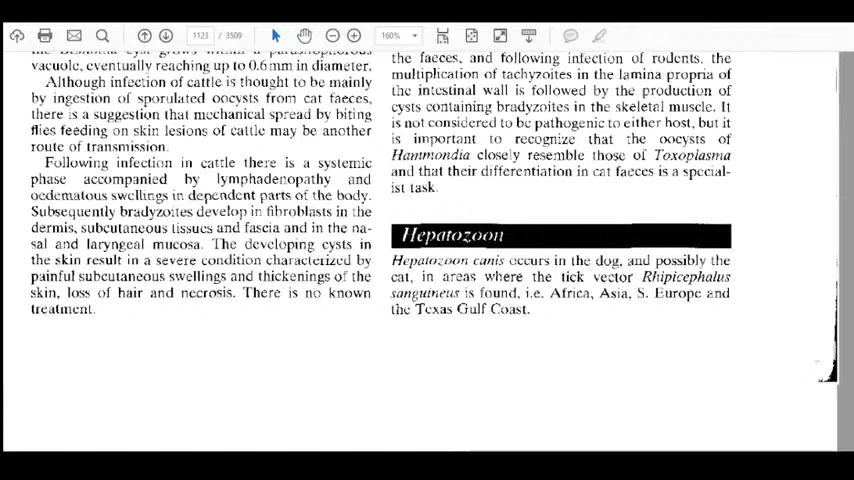 1123 / 3509
160%
vacuole, eventually reaching up to 0.6 mm in diameter.
Although infection of cattle is thought to be mainly
by ingestion of sporulated oocysts from cat faeces,
there is a suggestion that mechanical spread by biting
flies feeding on skin lesions of cattle may be another
route of transmission.
Following infection in cattle there is a systemic
phase accompanied by lymphadenopathy and
oedematous swellings in dependent parts of the body.
Subsequently bradyzoites develop in fibroblasts in the
dermis, subcutaneous tissues and fascia and in the na-
sal and laryngeal mucosa. The developing cysts in
the skin result in a severe condition characterized by
painful subcutaneous swellings and thickenings of the
skin, loss of hair and necrosis. There is no known
treatment.
the faeces, and following infection of rodents, the
multiplication of tachyzoites in the lamina propria of
the intestinal wall is followed by the production of
cysts containing bradyzoites in the skeletal muscle. It
is not considered to be pathogenic to either host, but it
is important to recognize that the oocysts of
Hammondia closely resemble those of Toxoplasma
and that their differentiation in cat faeces is a special-
ist task.
Hepatozoon
Hepatozoon canis occurs in the dog, and possibly the
cat, in areas where the tick vector Rhipicephalus
sanguineus is found, i.e. Africa, Asia, S. Europe and
the Texas Gulf Coast.